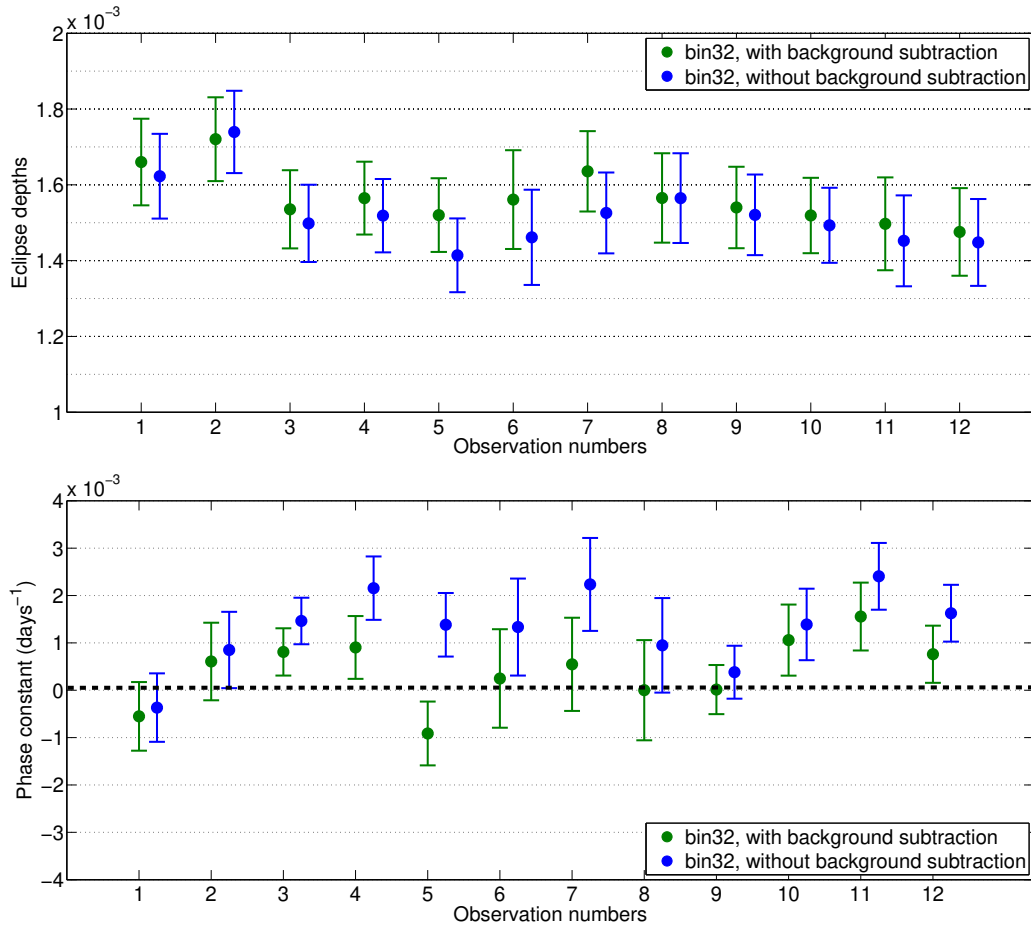 x 10⁻³
2
1.8
1.6
1.4
1.2
1
Eclipse depths
bin32, with background subtraction
bin32, without background subtraction
1 2 3 4 5 6 7 8 9 10 11 12
Observation numbers
x 10⁻³
4
3
2
1
0
−1
−2
−3
−4
Phase constant (days⁻¹)
bin32, with background subtraction
bin32, without background subtraction
1 2 3 4 5 6 7 8 9 10 11 12
Observation numbers